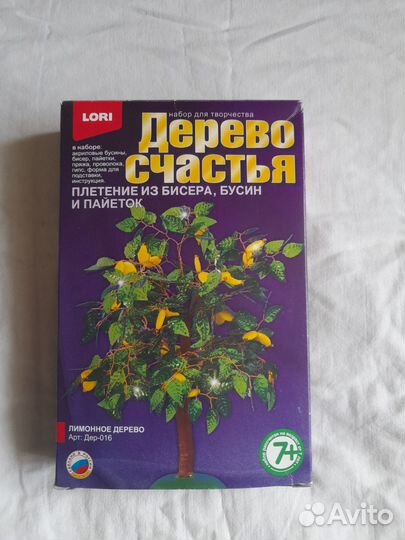 LORI
набор для творчества
Дерево
счастья
в наборе:
акриловые бусины,
бисер, пайетки,
пряжа, проволока,
гипс, форма для
подставки,
инструкция.
ПЛЕТЕНИЕ ИЗ БИСЕРА, БУСИН
И ПАЙЕТОК
ЛИМОННОЕ ДЕРЕВО
Арт: Дер-016
7+
Avito